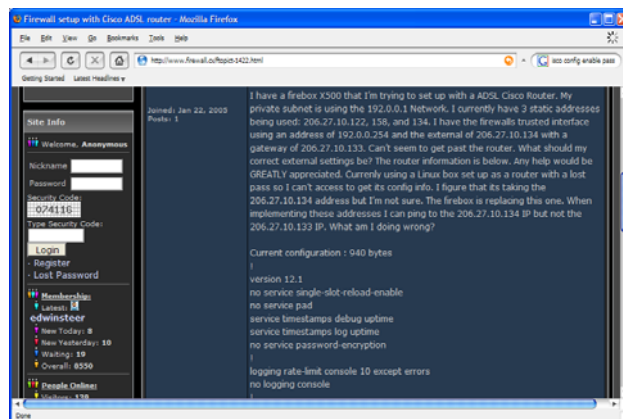 Firewall setup with Cisco ADSL router - Mozilla Firefox
File Edit View Go Bookmarks Tools Help
http://www.firewall.cx/ftopict-1422.html
isco config enable pass
Getting Started Latest Headlines
Site Info
Welcome, Anonymous
Nickname
Password
Security Code:
074116
Type Security Code:
Login
- Register
- Lost Password
Membership:
Latest:
edwinsteer
New Today: 8
New Yesterday: 10
Waiting: 19
Overall: 8550
People Online:
Visitors: 139
Joined: Jan 22, 2005
Posts: 1
I have a firebox X500 that I'm trying to set up with a ADSL Cisco Router. My
private subnet is using the 192.0.0.1 Network. I currently have 3 static addresses
being used: 206.27.10.122, 158, and 134. I have the firewalls trusted interface
using an address of 192.0.0.254 and the external of 206.27.10.134 with a
gateway of 206.27.10.133. Can't seem to get past the router. What should my
correct external settings be? The router information is below. Any help would be
GREATLY appreciated. Currenly using a Linux box set up as a router with a lost
pass so I can't access to get its config info. I figure that its taking the
206.27.10.134 address but I'm not sure. The firebox is replacing this one. When
implementing these addresses I can ping to the 206.27.10.134 IP but not the
206.27.10.133 IP. What am I doing wrong?
Current configuration : 940 bytes
!
version 12.1
no service single-slot-reload-enable
no service pad
service timestamps debug uptime
service timestamps log uptime
no service password-encryption
!
logging rate-limit console 10 except errors
no logging console
!
Done